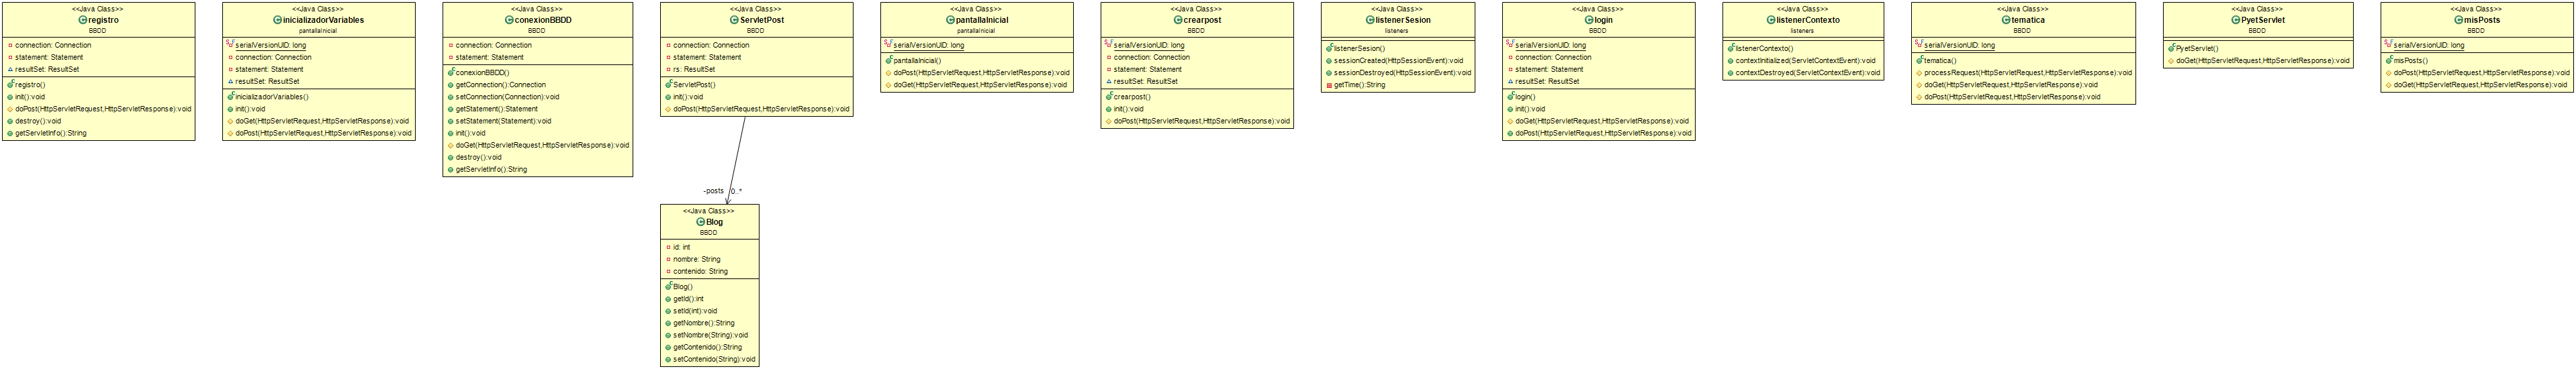 <<Java Class>>
registro
BBDD
connection: Connection
statement: Statement
resultSet: ResultSet
registro()
init():void
doPost(HttpServletRequest,HttpServletResponse):void
destroy():void
getServletInfo():String
<<Java Class>>
inicializadorVariables
pantallaInicial
serialVersionUID: long
connection: Connection
statement: Statement
resultSet: ResultSet
inicializadorVariables()
init():void
doGet(HttpServletRequest,HttpServletResponse):void
doPost(HttpServletRequest,HttpServletResponse):void
<<Java Class>>
conexionBBDD
BBDD
connection: Connection
statement: Statement
conexionBBDD()
getConnection():Connection
setConnection(Connection):void
getStatement():Statement
setStatement(Statement):void
init():void
doGet(HttpServletRequest,HttpServletResponse):void
destroy():void
getServletInfo():String
<<Java Class>>
ServletPost
BBDD
connection: Connection
statement: Statement
rs: ResultSet
ServletPost()
init():void
doPost(HttpServletRequest,HttpServletResponse):void
-posts 0..*
<<Java Class>>
Blog
BBDD
id: int
nombre: String
contenido: String
Blog()
getId():int
setId(int):void
getNombre():String
setNombre(String):void
getContenido():String
setContenido(String):void
<<Java Class>>
pantallaInicial
pantallaInicial
serialVersionUID: long
pantallaInicial()
doPost(HttpServletRequest,HttpServletResponse):void
doGet(HttpServletRequest,HttpServletResponse):void
<<Java Class>>
crearpost
BBDD
serialVersionUID: long
connection: Connection
statement: Statement
resultSet: ResultSet
crearpost()
init():void
doPost(HttpServletRequest,HttpServletResponse):void
<<Java Class>>
listenerSesion
listeners
listenerSesion()
sessionCreated(HttpSessionEvent):void
sessionDestroyed(HttpSessionEvent):void
getTime():String
<<Java Class>>
login
BBDD
serialVersionUID: long
connection: Connection
statement: Statement
resultSet: ResultSet
login()
init():void
doGet(HttpServletRequest,HttpServletResponse):void
doPost(HttpServletRequest,HttpServletResponse):void
<<Java Class>>
listenerContexto
listeners
listenerContexto()
contextInitialized(ServletContextEvent):void
contextDestroyed(ServletContextEvent):void
<<Java Class>>
tematica
BBDD
serialVersionUID: long
tematica()
processRequest(HttpServletRequest,HttpServletResponse):void
doGet(HttpServletRequest,HttpServletResponse):void
doPost(HttpServletRequest,HttpServletResponse):void
<<Java Class>>
PyetServlet
BBDD
PyetServlet()
doGet(HttpServletRequest,HttpServletResponse):void
<<Java Class>>
misPosts
BBDD
serialVersionUID: long
misPosts()
doPost(HttpServletRequest,HttpServletResponse):void
doGet(HttpServletRequest,HttpServletResponse):void